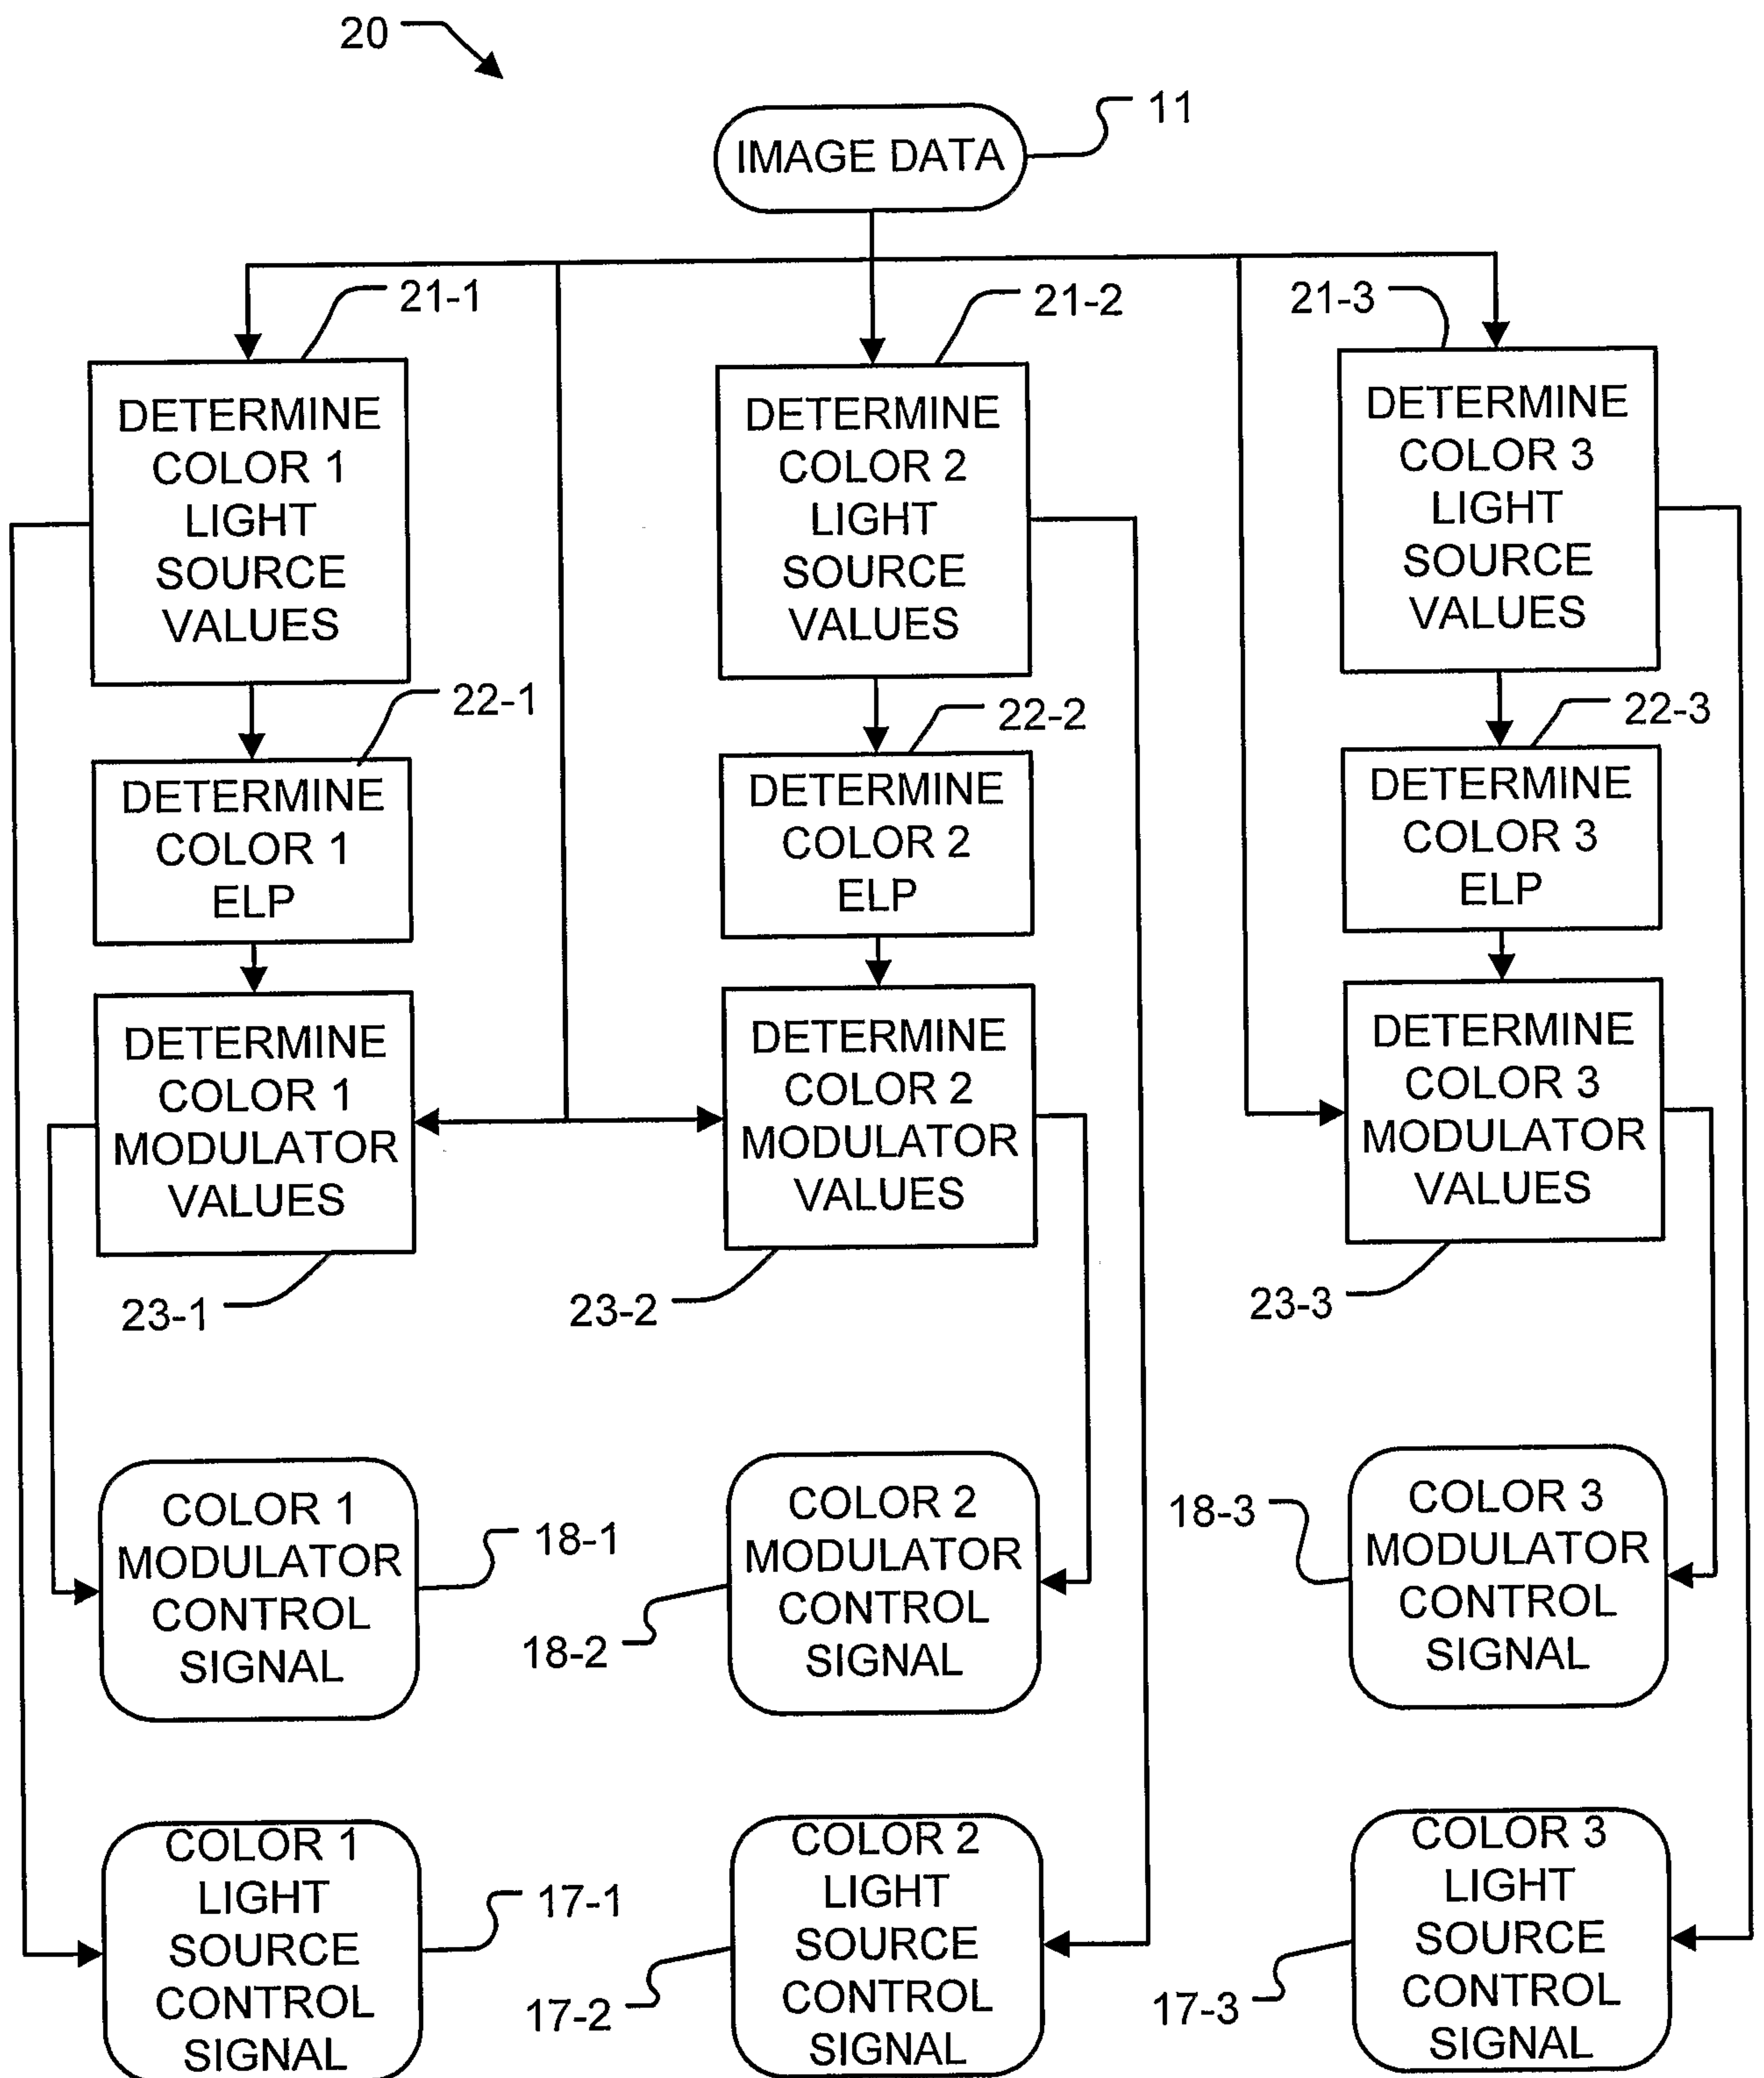 20
11
IMAGE DATA
21-1
21-2
21-3
DETERMINE
COLOR 1
LIGHT
SOURCE
VALUES
DETERMINE
COLOR 2
LIGHT
SOURCE
VALUES
DETERMINE
COLOR 3
LIGHT
SOURCE
VALUES
22-1
22-2
22-3
DETERMINE
COLOR 1
ELP
DETERMINE
COLOR 2
ELP
DETERMINE
COLOR 3
ELP
DETERMINE
COLOR 1
MODULATOR
VALUES
DETERMINE
COLOR 2
MODULATOR
VALUES
DETERMINE
COLOR 3
MODULATOR
VALUES
23-1
23-2
23-3
COLOR 1
MODULATOR
CONTROL
SIGNAL
18-1
COLOR 2
MODULATOR
CONTROL
SIGNAL
18-2
COLOR 3
MODULATOR
CONTROL
SIGNAL
18-3
COLOR 1
LIGHT
SOURCE
CONTROL
SIGNAL
17-1
COLOR 2
LIGHT
SOURCE
CONTROL
SIGNAL
17-2
COLOR 3
LIGHT
SOURCE
CONTROL
SIGNAL
17-3